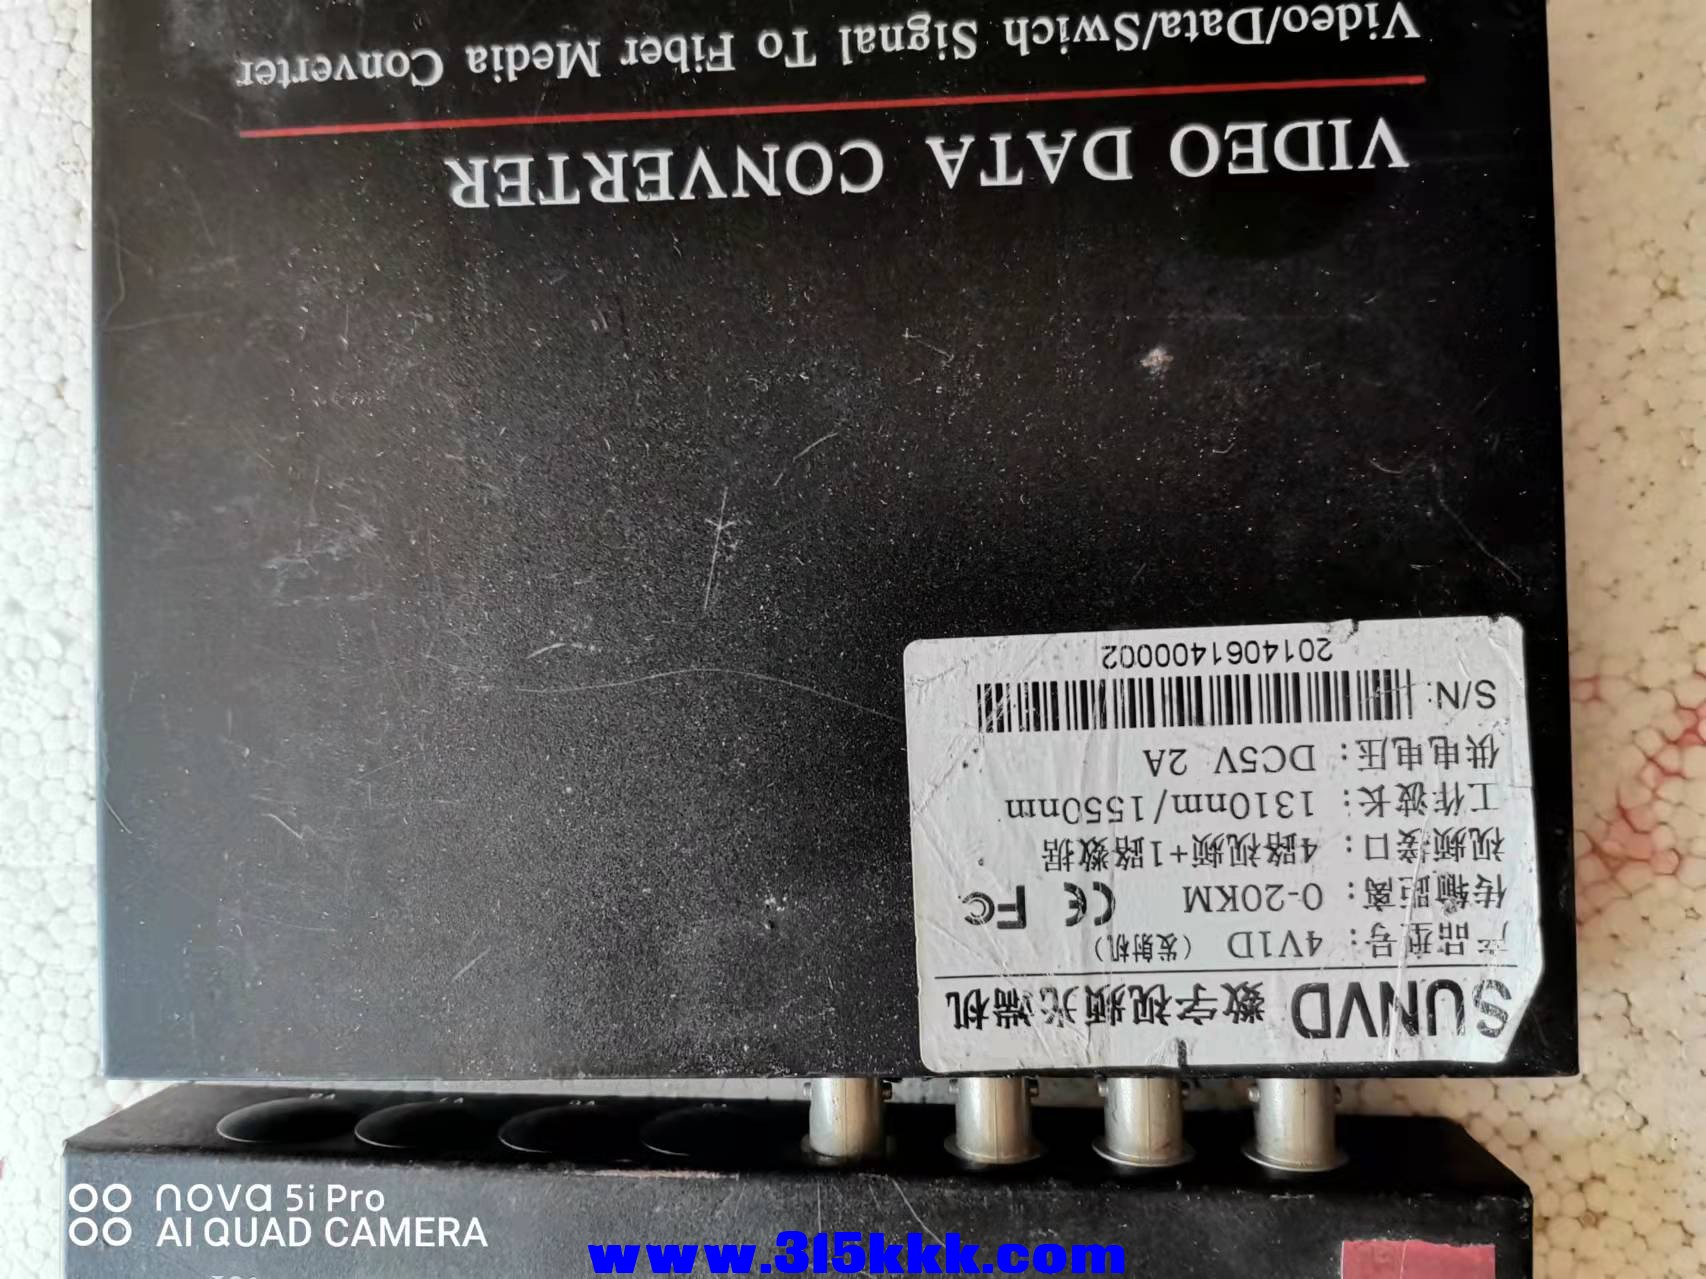 VIDEO DATA CONVERTER
Video/Data/Swich Signal To Fiber Media Converter
SUNVD 数字视频光端机
产品型号: 4V1D (发射机)
传输距离: 0-20KM CE FC
视频接口: 4路视频+1路数据
工作波长: 1310nm/1550nm
供电电压: DC5V 2A
S/N:
2014061400002
nova 5i Pro
AI QUAD CAMERA
www.315kkk.com